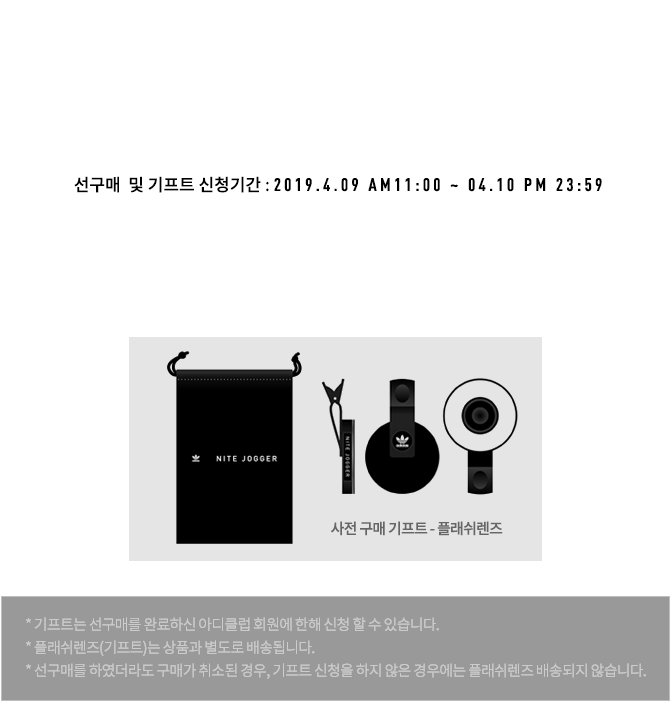 선구매 및 기프트 신청기간 : 2019.4.09 AM11:00 ~ 04.10 PM 23:59
NITE JOGGER
NITE JOGGER
사전 구매 기프트 - 플래쉬렌즈
* 기프트는 선구매를 완료하신 아디클럽 회원에 한해 신청 할 수 있습니다.
* 플래쉬렌즈(기프트)는 상품과 별도로 배송됩니다.
* 선구매를 하였더라도 구매가 취소된 경우, 기프트 신청을 하지 않은 경우에는 플래쉬렌즈 배송되지 않습니다.